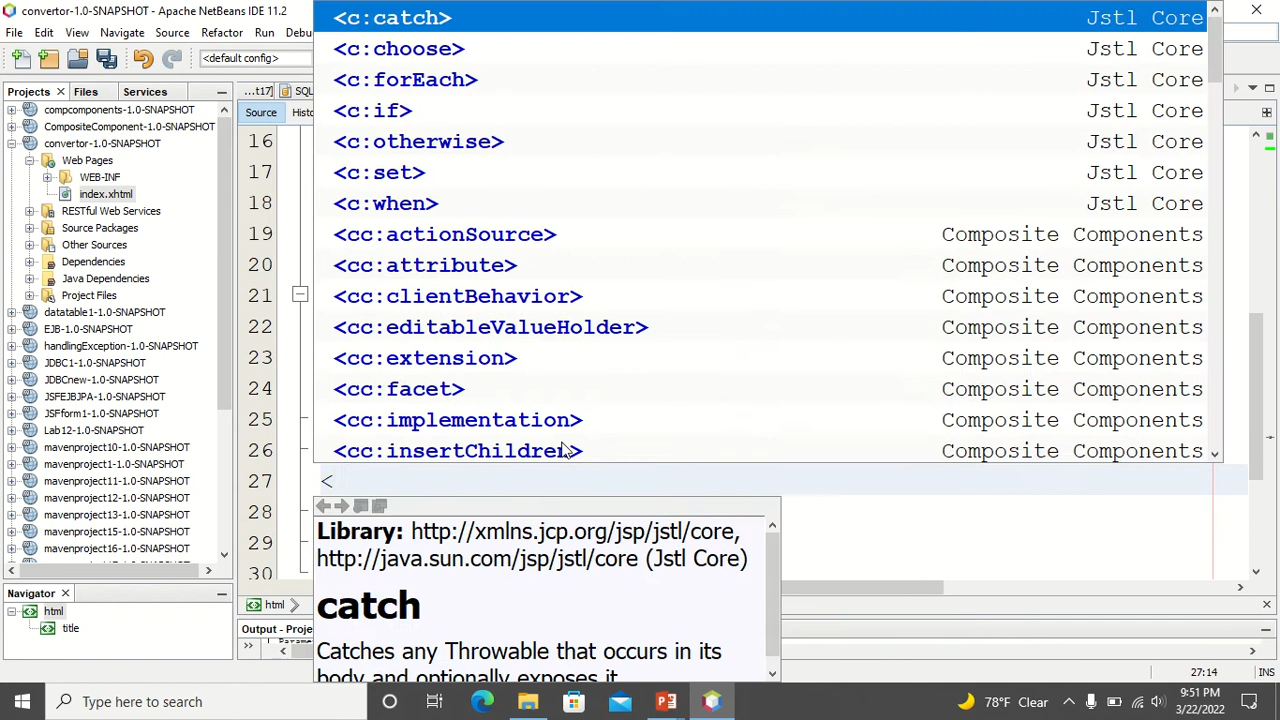 convertor-1.0-SNAPSHOT - Apache NetBeans IDE 11.2
File Edit View Navigate Source Refactor Run Debu
<default config>
Projects Files Services
compcomponents-1.0-SNAPSHOT
CompositeComponent-1.0-SNAPSHOT
convertor-1.0-SNAPSHOT
Web Pages
WEB-INF
index.xhtml
RESTful Web Services
Source Packages
Other Sources
Dependencies
Java Dependencies
Project Files
datatable1-1.0-SNAPSHOT
EJB-1.0-SNAPSHOT
handlingException-1.0-SNAPSHOT
JDBC1-1.0-SNAPSHOT
JDBCnew-1.0-SNAPSHOT
JSFEJBJPA-1.0-SNAPSHOT
JSFform1-1.0-SNAPSHOT
Lab12-1.0-SNAPSHOT
mavenproject10-1.0-SNAPSHOT
mavenproject1-1.0-SNAPSHOT
mavenproject11-1.0-SNAPSHOT
mavenproject13-1.0-SNAPSHOT
mavenproject15-1.0-SNAPSHOT
mavenproject16-1.0-SNAPSHOT
Navigator
html
title
...t17] SQL
Source Histo
16
17
18
19
20
21
22
23
24
25
26
27 <
28
29
30
<c:catch> Jstl Core
<c:choose> Jstl Core
<c:forEach> Jstl Core
<c:if> Jstl Core
<c:otherwise> Jstl Core
<c:set> Jstl Core
<c:when> Jstl Core
<cc:actionSource> Composite Components
<cc:attribute> Composite Components
<cc:clientBehavior> Composite Components
<cc:editableValueHolder> Composite Components
<cc:extension> Composite Components
<cc:facet> Composite Components
<cc:implementation> Composite Components
<cc:insertChildren> Composite Components
Library: http://xmlns.jcp.org/jsp/jstl/core,
http://java.sun.com/jsp/jstl/core (Jstl Core)
catch
Catches any Throwable that occurs in its
body and optionally exposes it.
html
Output - Proje
27:14 INS
Type here to search
78°F Clear
9:51 PM
3/22/2022